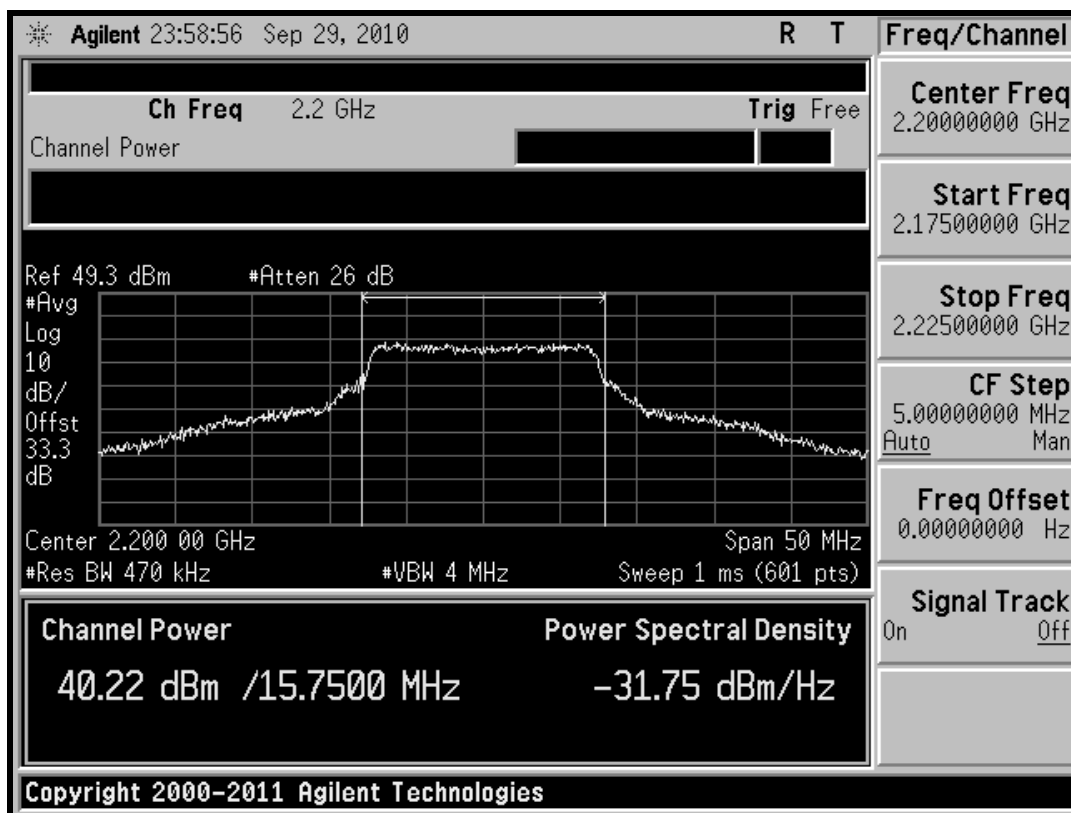 Agilent 23:58:56 Sep 29, 2010 R T
Freq/Channel
Ch Freq 2.2 GHz Trig Free
Channel Power
Center Freq
2.20000000 GHz
Start Freq
2.17500000 GHz
Stop Freq
2.22500000 GHz
CF Step
5.00000000 MHz
Auto Man
Freq Offset
0.00000000 Hz
Signal Track
On Off
Ref 49.3 dBm #Atten 26 dB
#Avg
Log
10
dB/
Offst
33.3
dB
Center 2.200 00 GHz Span 50 MHz
#Res BW 470 kHz #VBW 4 MHz Sweep 1 ms (601 pts)
Channel Power Power Spectral Density
40.22 dBm /15.7500 MHz -31.75 dBm/Hz
Copyright 2000-2011 Agilent Technologies